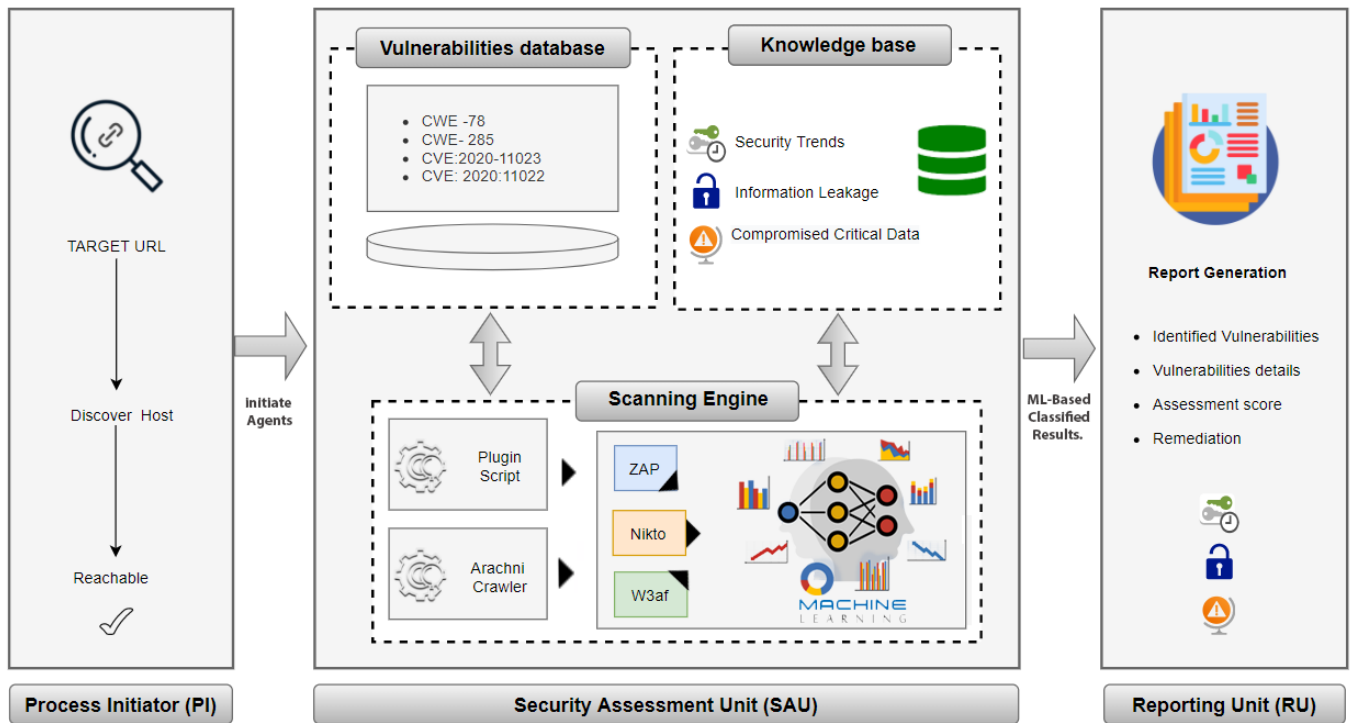 TARGET URL
Discover Host
Reachable
Process Initiator (PI)
initiate
Agents
Vulnerabilities database
• CWE -78
• CWE- 285
• CVE:2020-11023
• CVE: 2020:11022
Knowledge base
Security Trends
Information Leakage
Compromised Critical Data
Scanning Engine
Plugin
Script
Arachni
Crawler
ZAP
Nikto
W3af
MACHINE
LEARNING
Security Assessment Unit (SAU)
ML-Based
Classified
Results.
Report Generation
• Identified Vulnerabilities
• Vulnerabilities details
• Assessment score
• Remediation
Reporting Unit (RU)